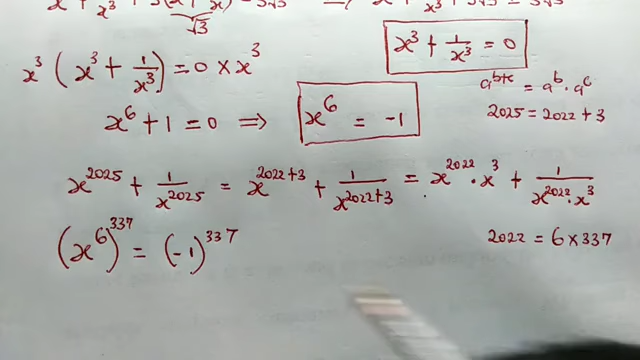 √3
x³ + 1/x³ = 0
x³ (x³ + 1/x³) = 0 × x³
a^(b+c) = a^b · a^c
x⁶ + 1 = 0 ⇒ x⁶ = -1
2025 = 2022 + 3
x^2025 + 1/x^2025 = x^(2022+3) + 1/x^(2022+3) = x^2022 · x³ + 1/(x^2022 · x³)
(x⁶)^337 = (-1)^337
2022 = 6 × 337